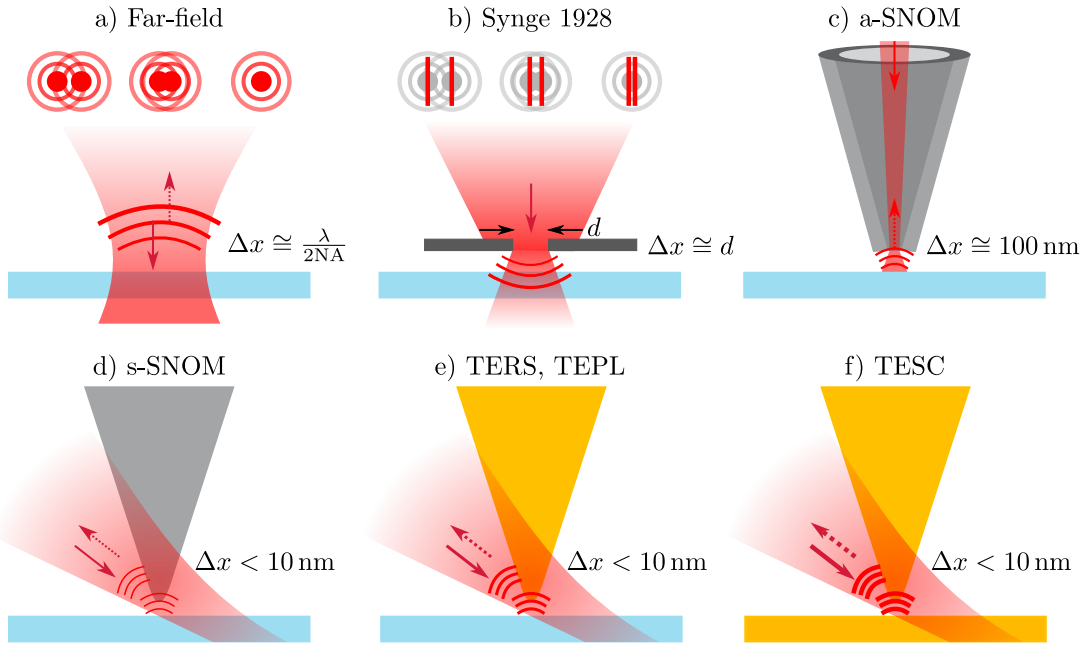 a) Far-field
b) Synge 1928
c) a-SNOM
Δx ≅ λ/2NA
d
Δx ≅ d
Δx ≅ 100 nm
d) s-SNOM
e) TERS, TEPL
f) TESC
Δx < 10 nm
Δx < 10 nm
Δx < 10 nm